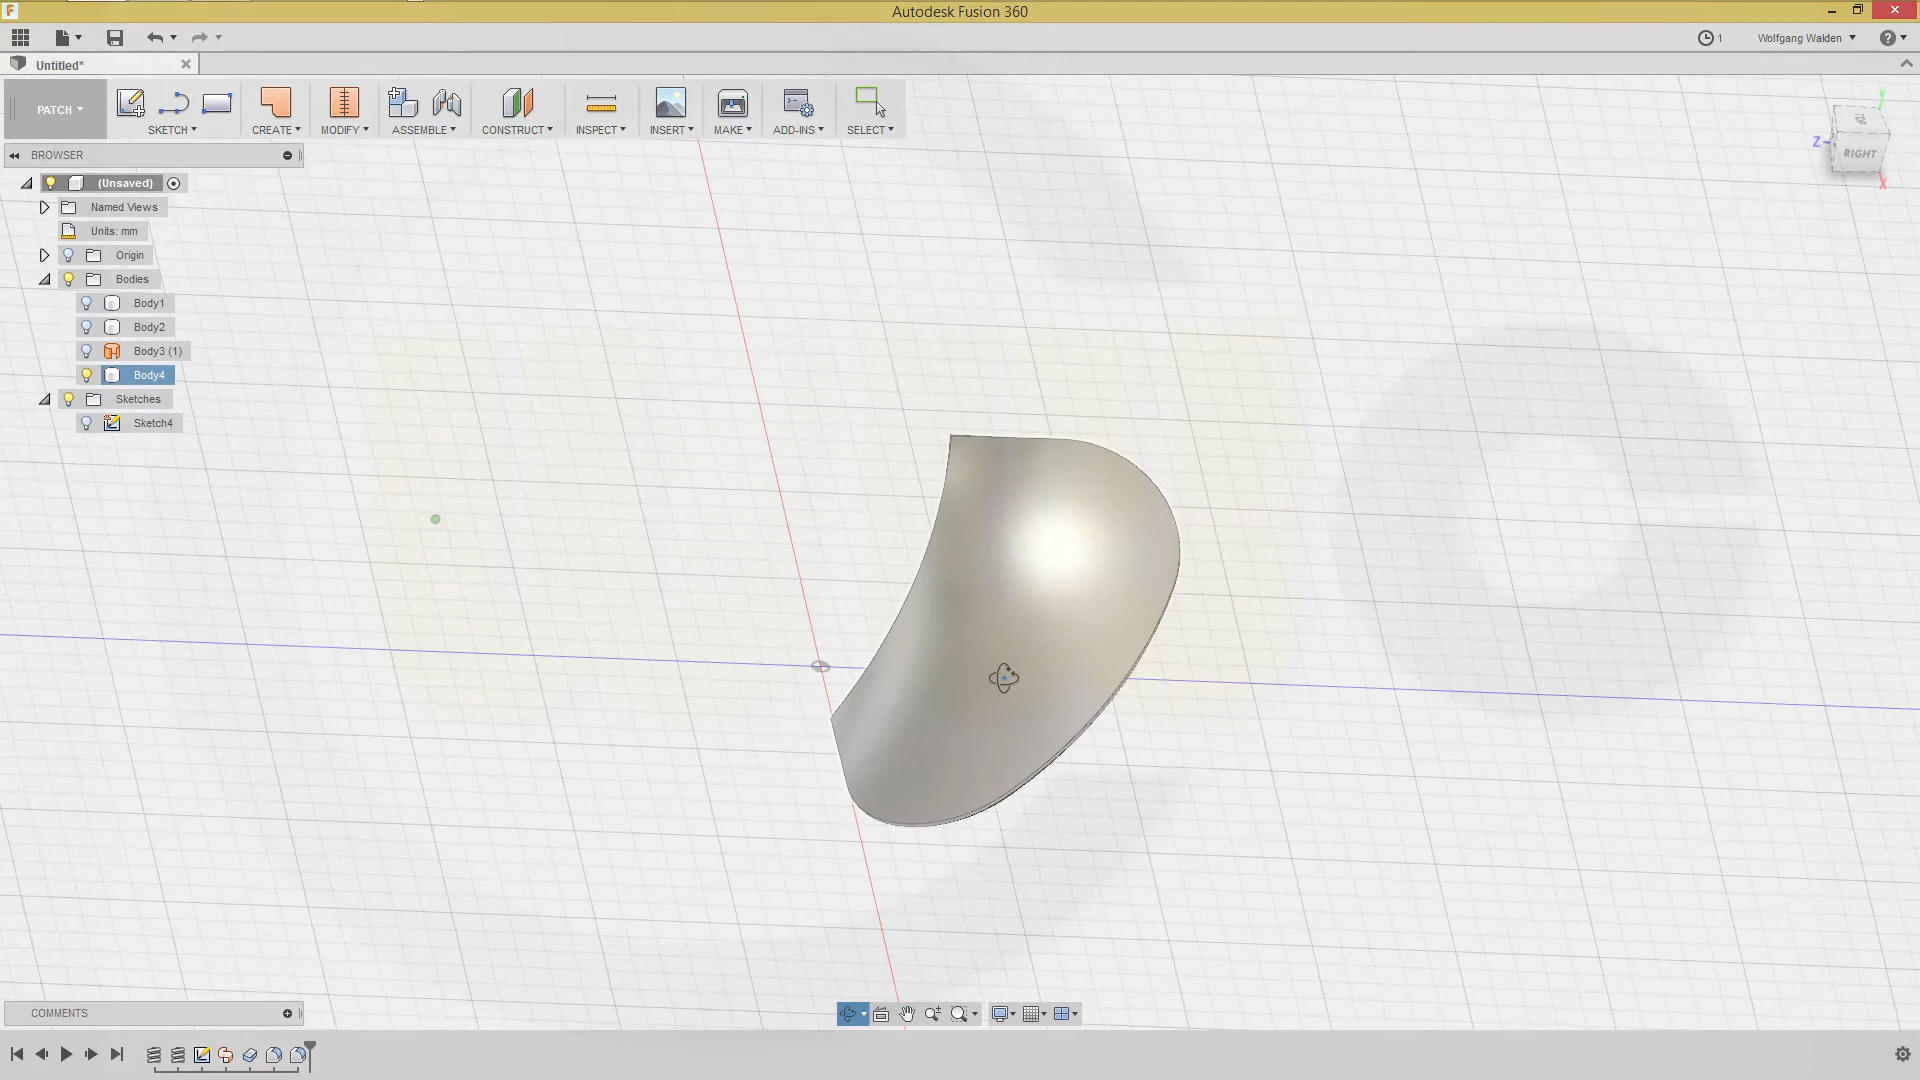 Autodesk Fusion 360
1
Wolfgang Walden
Untitled*
PATCH
SKETCH
CREATE
MODIFY
ASSEMBLE
CONSTRUCT
INSPECT
INSERT
MAKE
ADD-INS
SELECT
BROWSER
(Unsaved)
Named Views
Units: mm
Origin
Bodies
Body1
Body2
Body3 (1)
Body4
Sketches
Sketch4
Z
RIGHT
X
COMMENTS